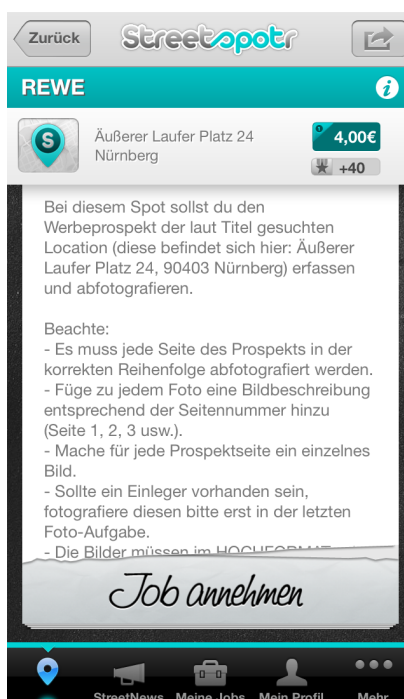 Zurück
Streetspotr
REWE
Äußerer Laufer Platz 24
Nürnberg
4,00€
+40
Bei diesem Spot sollst du den
Werbeprospekt der laut Titel gesuchten
Location (diese befindet sich hier: Äußerer
Laufer Platz 24, 90403 Nürnberg) erfassen
und abfotografieren.
Beachte:
- Es muss jede Seite des Prospekts in der
korrekten Reihenfolge abfotografiert werden.
- Füge zu jedem Foto eine Bildbeschreibung
entsprechend der Seitennummer hinzu
(Seite 1, 2, 3 usw.).
- Mache für jede Prospektseite ein einzelnes
Bild.
- Sollte ein Einleger vorhanden sein,
fotografiere diesen bitte erst in der letzten
Foto-Aufgabe.
- Die Bilder müssen im HOCHFORMAT
Job annehmen
StreetNews Meine Jobs Mein Profil Mehr